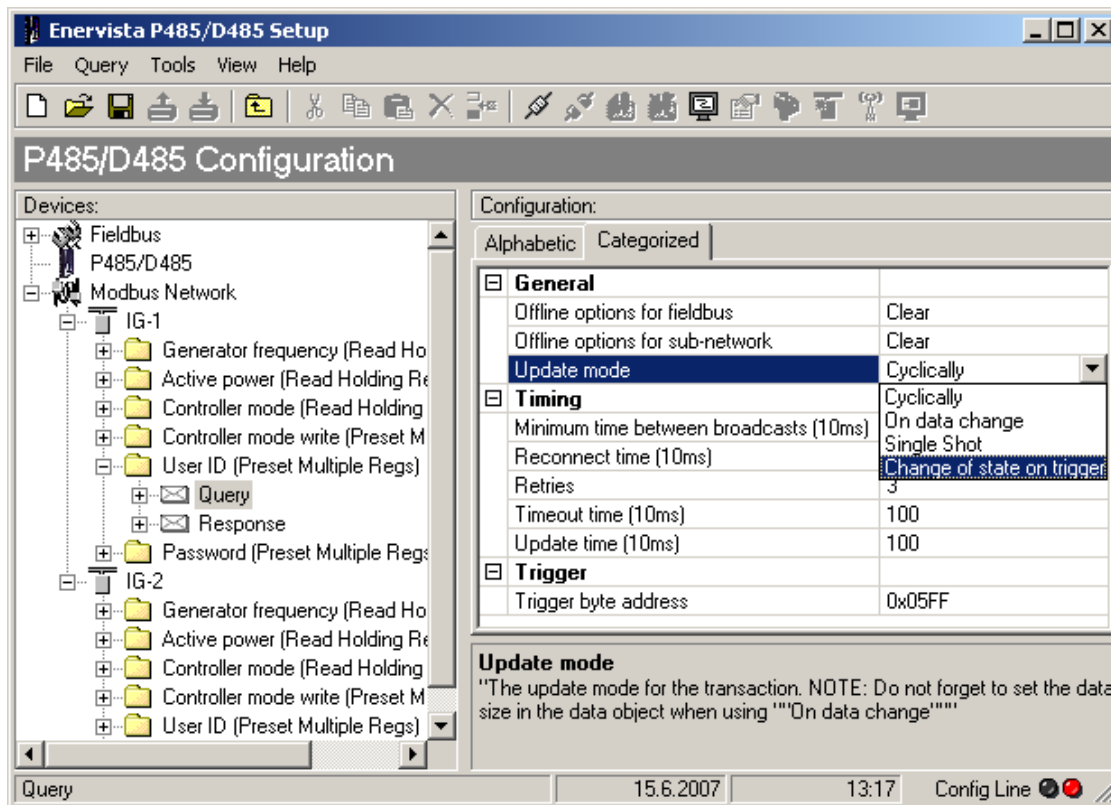 Enervista P485/D485 Setup
File Query Tools View Help
P485/D485 Configuration
Devices:
Fieldbus
P485/D485
Modbus Network
IG-1
Generator frequency (Read Ho
Active power (Read Holding Re
Controller mode (Read Holding
Controller mode write (Preset M
User ID (Preset Multiple Regs)
Query
Response
Password (Preset Multiple Regs
IG-2
Generator frequency (Read Ho
Active power (Read Holding Re
Controller mode (Read Holding
Controller mode write (Preset M
User ID (Preset Multiple Regs)
Configuration:
Alphabetic Categorized
General
Offline options for fieldbus Clear
Offline options for sub-network Clear
Update mode Cyclically
Cyclically
On data change
Single Shot
Change of state on trigger
Timing
Minimum time between broadcasts (10ms)
Reconnect time (10ms)
Retries 3
Timeout time (10ms) 100
Update time (10ms) 100
Trigger
Trigger byte address 0x05FF
Update mode
"The update mode for the transaction. NOTE: Do not forget to set the data
size in the data object when using '""On data change""'
Query 15.6.2007 13:17 Config Line